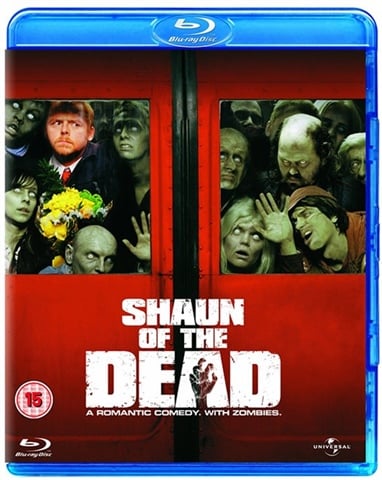 Blu-ray Disc
SHAUN
OF THE
DEAD
A ROMANTIC COMEDY. WITH ZOMBIES.
15
Blu-ray Disc
UNIVERSAL